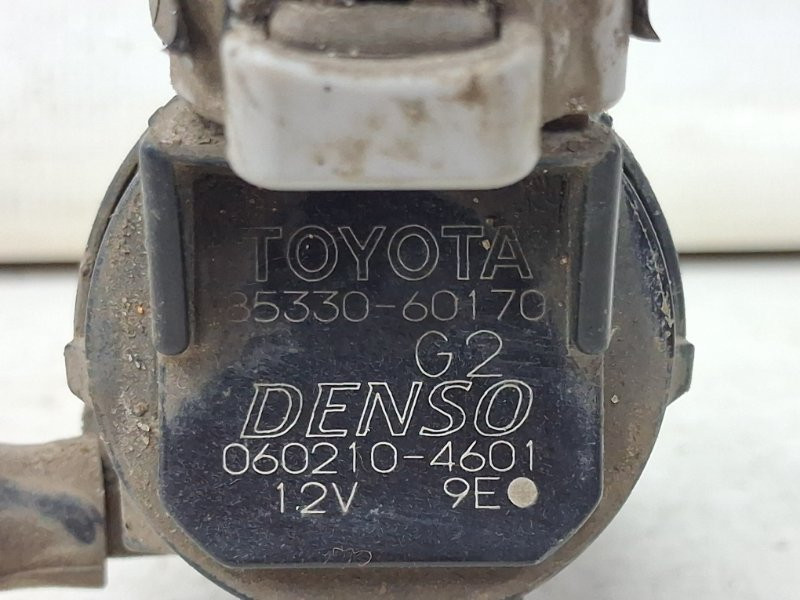 TOYOTA
85330-60170
G2
DENSO
060210-4601
12V 9E